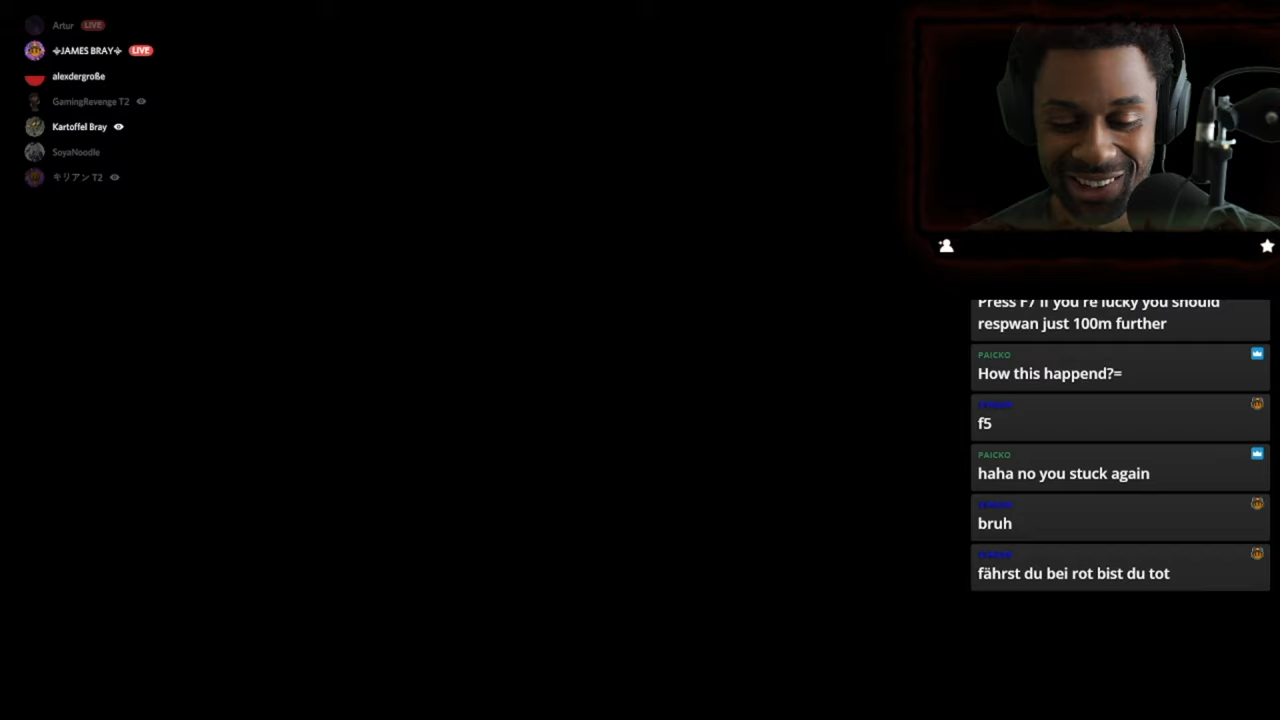 Artur LIVE
⌖JAMES BRAY⌖ LIVE
alexdergroße
GamingRevenge T2
Kartoffel Bray
SoyaNoodle
キリアン T2
Press F7 if you're lucky you should
respwan just 100m further
PAICKO
How this happend?=
f5
PAICKO
haha no you stuck again
bruh
fährst du bei rot bist du tot